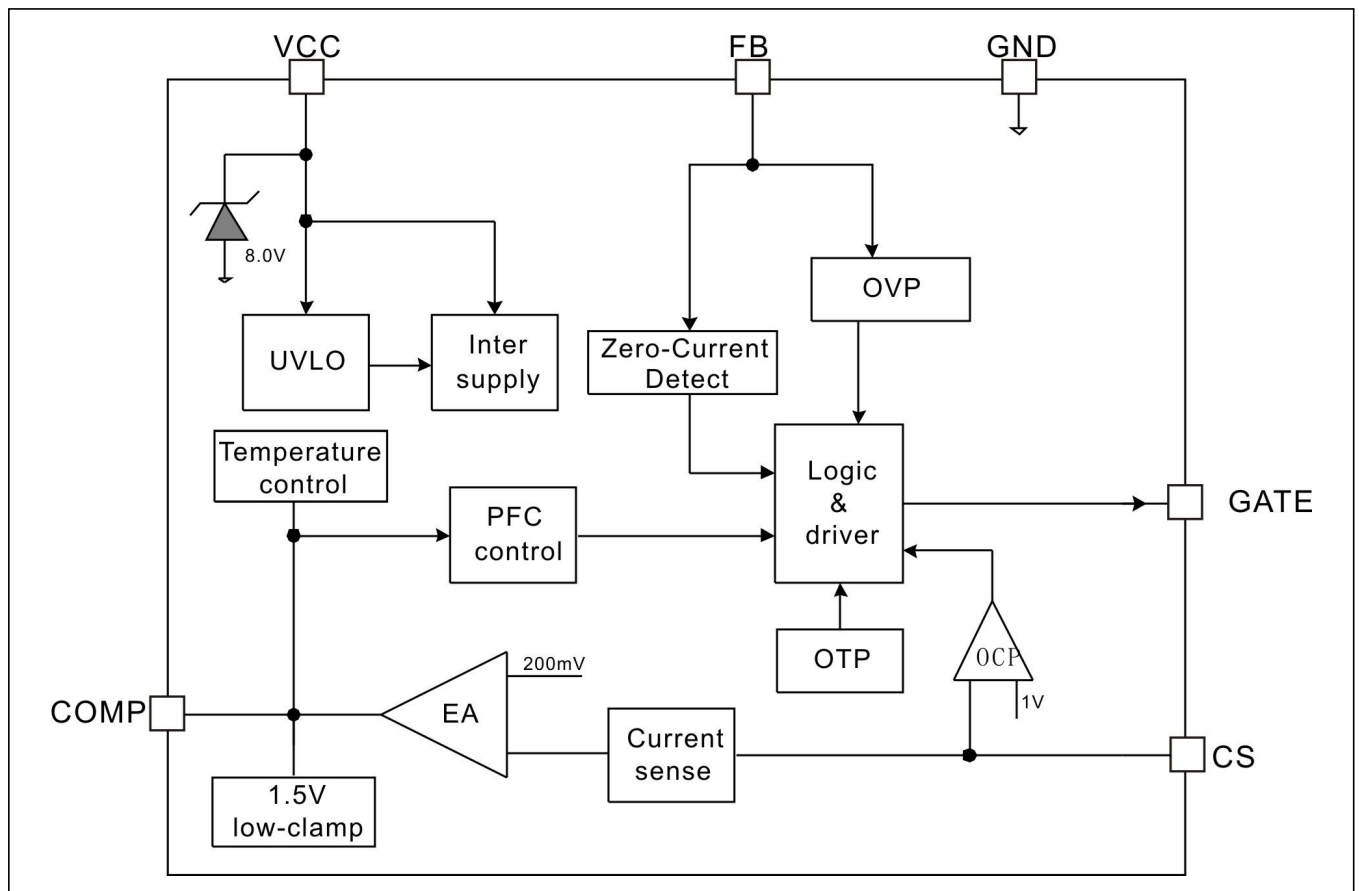 VCC
FB
GND
8.0V
OVP
UVLO
Inter
supply
Zero-Current
Detect
Temperature
control
PFC
control
Logic
&
driver
GATE
OTP
OCP
1V
200mV
EA
COMP
Current
sense
CS
1.5V
low-clamp